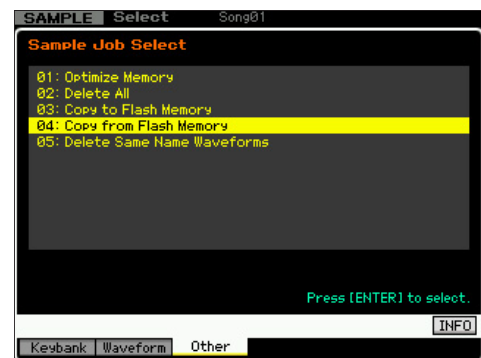 SAMPLE Select Song01
Sample Job Select
01: Optimize Memory
02: Delete All
03: Copy to Flash Memory
04: Copy from Flash Memory
05: Delete Same Name Waveforms
Press [ENTER] to select.
INFO
Keybank Waveform Other